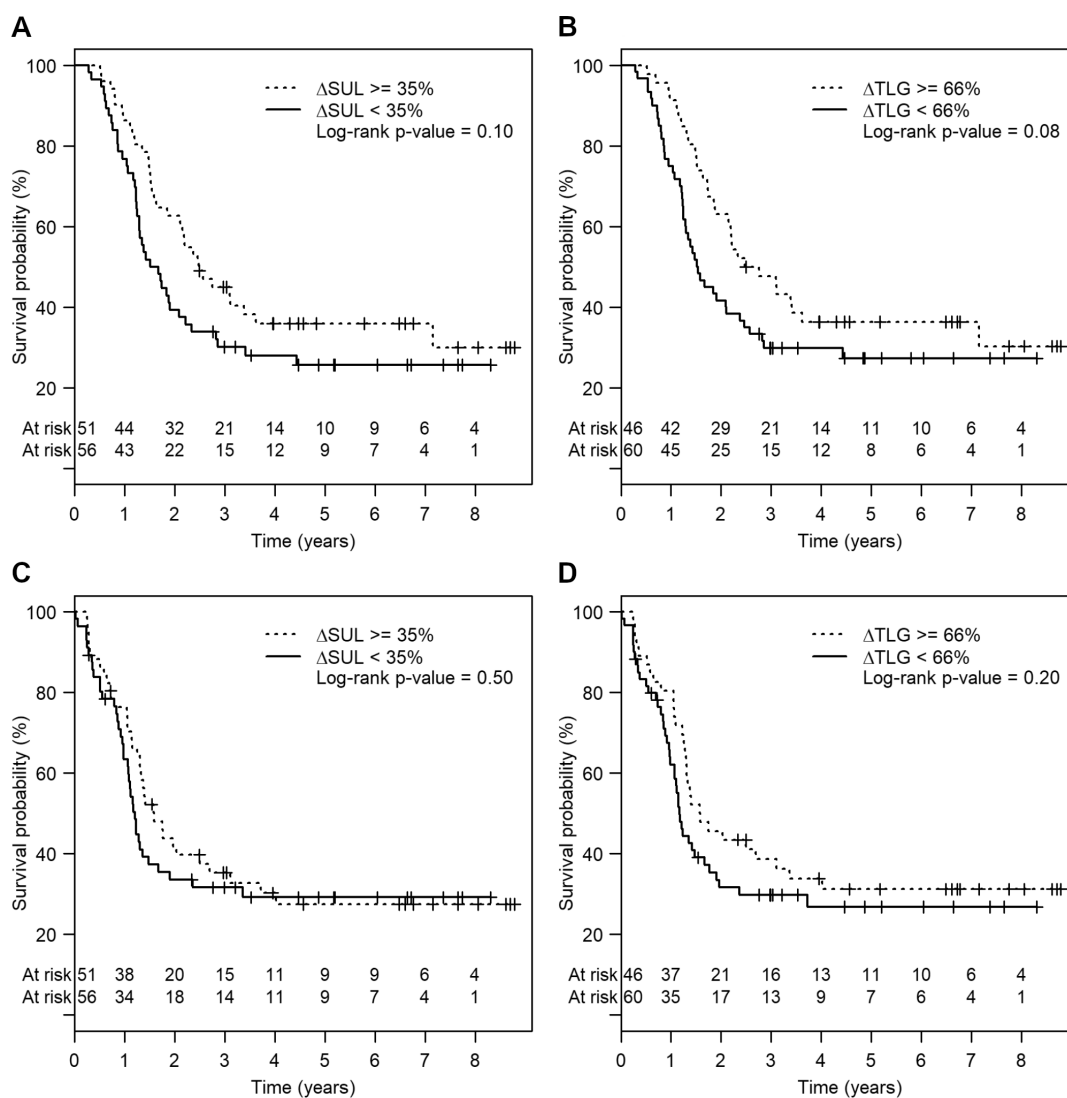 A
Survival probability (%)
100
80
60
40
20
ΔSUL >= 35%
ΔSUL < 35%
Log-rank p-value = 0.10
At risk 51 44 32 21 14 10 9 6 4
At risk 56 43 22 15 12 9 7 4 1
0 1 2 3 4 5 6 7 8
Time (years)
B
Survival probability (%)
100
80
60
40
20
ΔTLG >= 66%
ΔTLG < 66%
Log-rank p-value = 0.08
At risk 46 42 29 21 14 11 10 6 4
At risk 60 45 25 15 12 8 6 4 1
0 1 2 3 4 5 6 7 8
Time (years)
C
Survival probability (%)
100
80
60
40
20
ΔSUL >= 35%
ΔSUL < 35%
Log-rank p-value = 0.50
At risk 51 38 20 15 11 9 9 6 4
At risk 56 34 18 14 11 9 7 4 1
0 1 2 3 4 5 6 7 8
Time (years)
D
Survival probability (%)
100
80
60
40
20
ΔTLG >= 66%
ΔTLG < 66%
Log-rank p-value = 0.20
At risk 46 37 21 16 13 11 10 6 4
At risk 60 35 17 13 9 7 6 4 1
0 1 2 3 4 5 6 7 8
Time (years)